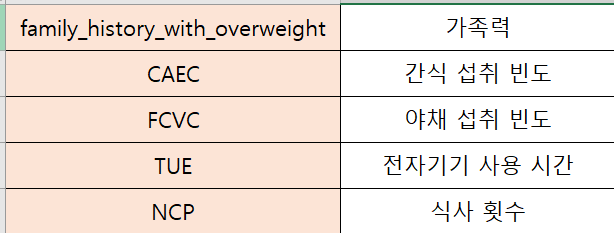 family_history_with_overweight 가족력
CAEC 간식 섭취 빈도
FCVC 야채 섭취 빈도
TUE 전자기기 사용 시간
NCP 식사 횟수